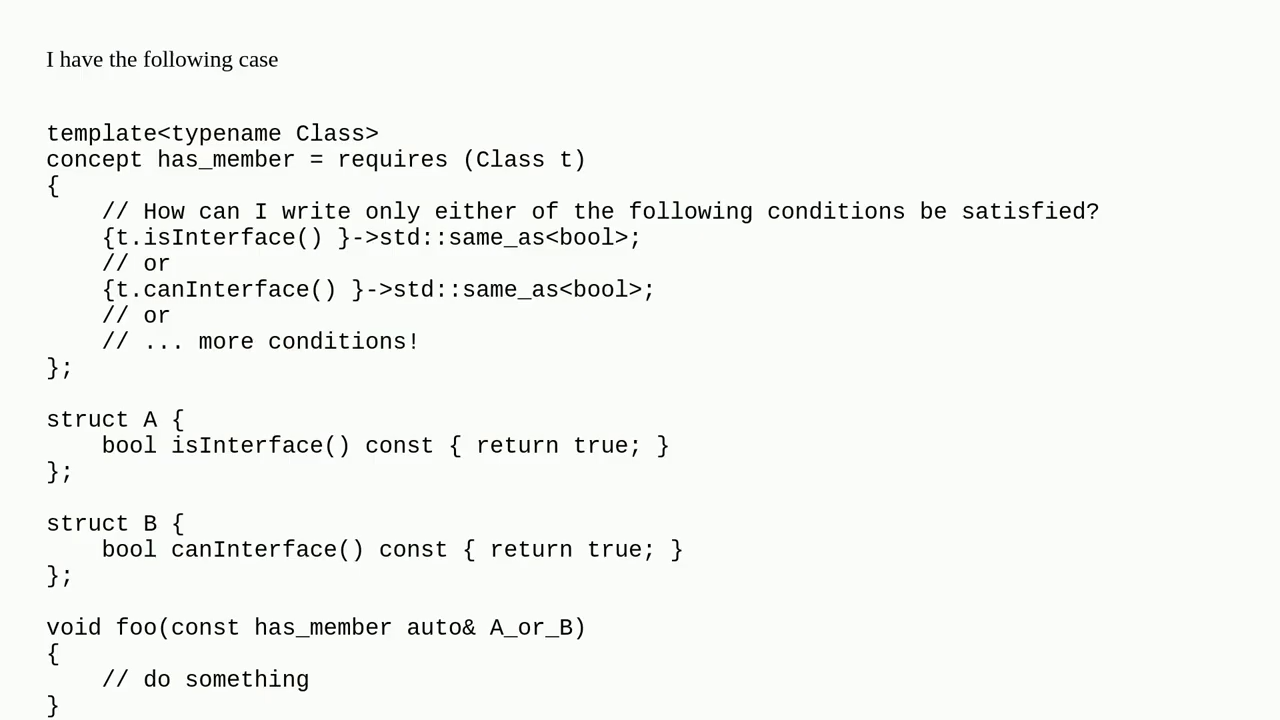 I have the following case
template<typename Class>
concept has_member = requires (Class t)
{
    // How can I write only either of the following conditions be satisfied?
    {t.isInterface() }->std::same_as<bool>;
    // or
    {t.canInterface() }->std::same_as<bool>;
    // or
    // ... more conditions!
};
struct A {
    bool isInterface() const { return true; }
};
struct B {
    bool canInterface() const { return true; }
};
void foo(const has_member auto& A_or_B)
{
    // do something
}